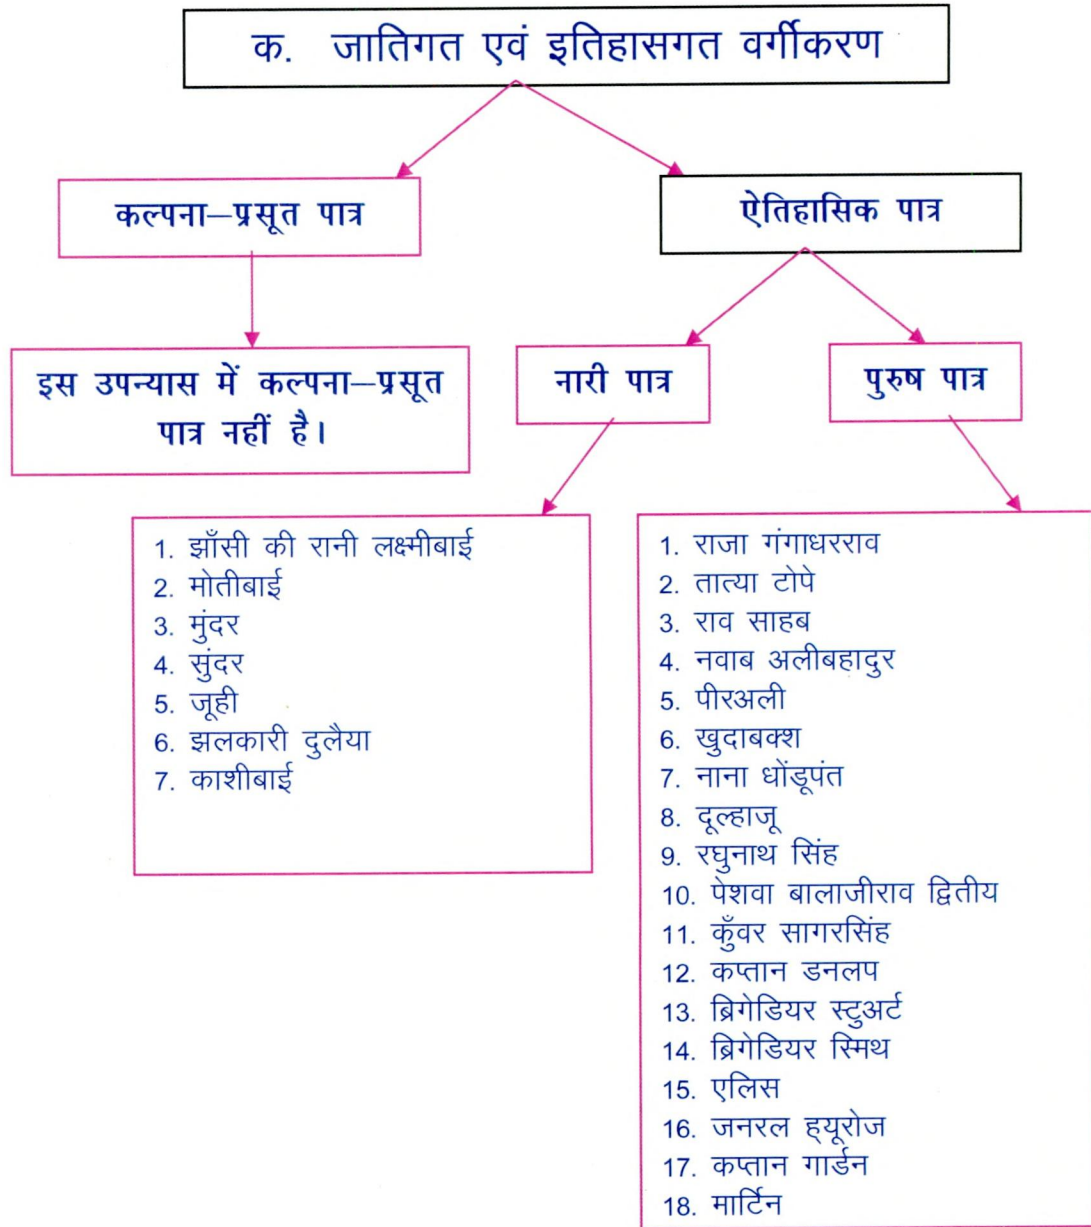 क. जातिगत एवं इतिहासगत वर्गीकरण
कल्पना–प्रसूत पात्र
ऐतिहासिक पात्र
इस उपन्यास में कल्पना–प्रसूत
पात्र नहीं है।
नारी पात्र
पुरुष पात्र
1. झाँसी की रानी लक्ष्मीबाई
2. मोतीबाई
3. मुंदर
4. सुंदर
5. जूही
6. झलकारी दुलैया
7. काशीबाई
1. राजा गंगाधरराव
2. तात्या टोपे
3. राव साहब
4. नवाब अलीबहादुर
5. पीरअली
6. खुदाबक्श
7. नाना धोंडूपंत
8. दूल्हाजू
9. रघुनाथ सिंह
10. पेशवा बालाजीराव द्वितीय
11. कुँवर सागरसिंह
12. कप्तान डनलप
13. ब्रिगेडियर स्टुअर्ट
14. ब्रिगेडियर स्मिथ
15. एलिस
16. जनरल ह्यूरोज
17. कप्तान गार्डन
18. मार्टिन